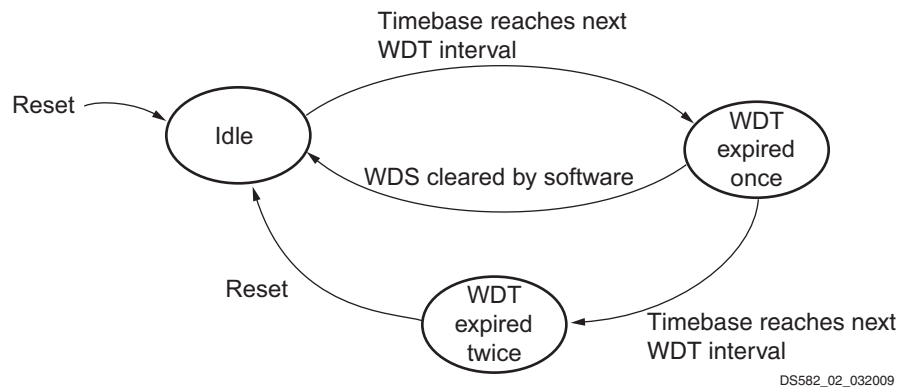 Timebase reaches next
WDT interval
Reset
Idle
WDT
expired
once
WDS cleared by software
Reset
WDT
expired
twice
Timebase reaches next
WDT interval
DS582_02_032009